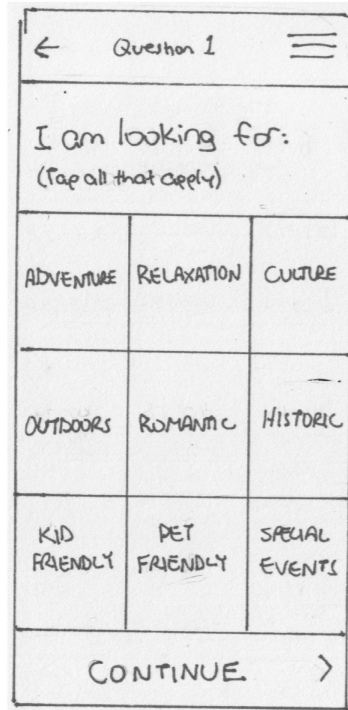 Question 1
I am looking for:
(Tap all that apply)
ADVENTURE RELAXATION CULTURE
OUTDOORS ROMANTIC HISTORIC
KID FRIENDLY PET FRIENDLY SPECIAL EVENTS
CONTINUE